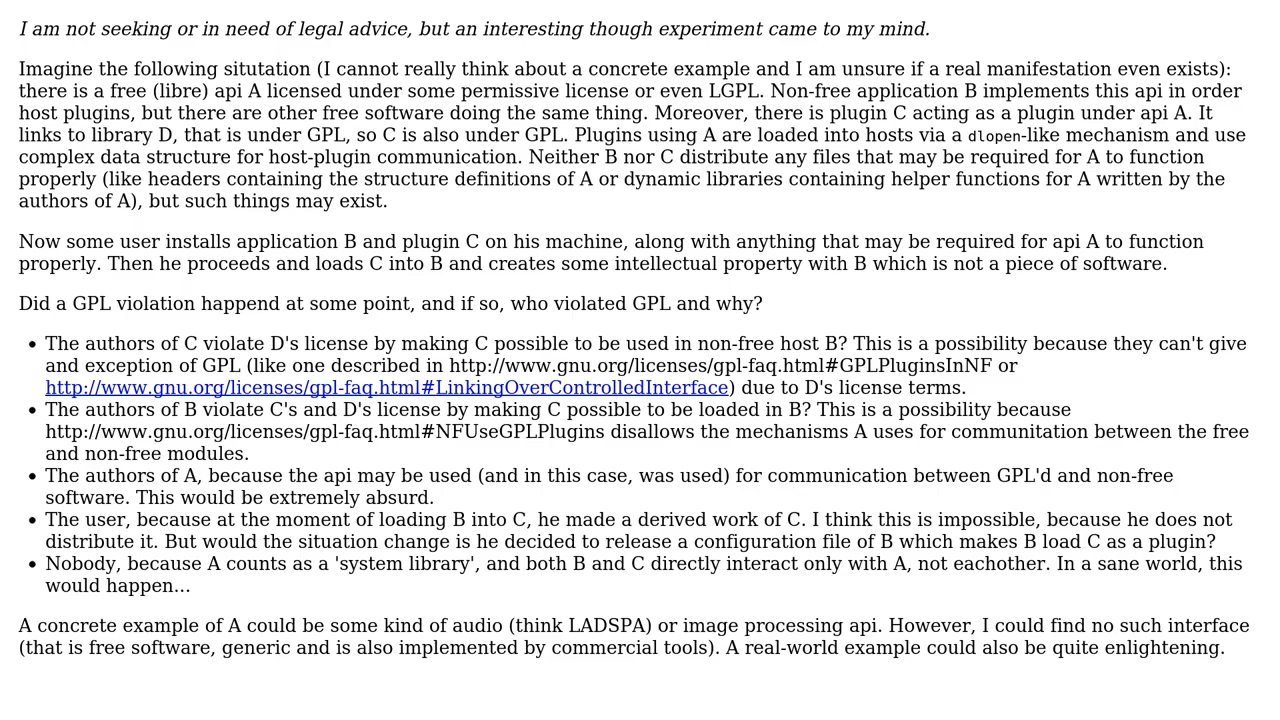 I am not seeking or in need of legal advice, but an interesting though experiment came to my mind.
Imagine the following situtation (I cannot really think about a concrete example and I am unsure if a real manifestation even exists):
there is a free (libre) api A licensed under some permissive license or even LGPL. Non-free application B implements this api in order
host plugins, but there are other free software doing the same thing. Moreover, there is plugin C acting as a plugin under api A. It
links to library D, that is under GPL, so C is also under GPL. Plugins using A are loaded into hosts via a dlopen-like mechanism and use
complex data structure for host-plugin communication. Neither B nor C distribute any files that may be required for A to function
properly (like headers containing the structure definitions of A or dynamic libraries containing helper functions for A written by the
authors of A), but such things may exist.
Now some user installs application B and plugin C on his machine, along with anything that may be required for api A to function
properly. Then he proceeds and loads C into B and creates some intellectual property with B which is not a piece of software.
Did a GPL violation happend at some point, and if so, who violated GPL and why?
• The authors of C violate D's license by making C possible to be used in non-free host B? This is a possibility because they can't give
and exception of GPL (like one described in http://www.gnu.org/licenses/gpl-faq.html#GPLPluginsInNF or
http://www.gnu.org/licenses/gpl-faq.html#LinkingOverControlledInterface) due to D's license terms.
• The authors of B violate C's and D's license by making C possible to be loaded in B? This is a possibility because
http://www.gnu.org/licenses/gpl-faq.html#NFUseGPLPlugins disallows the mechanisms A uses for communitation between the free
and non-free modules.
• The authors of A, because the api may be used (and in this case, was used) for communication between GPL'd and non-free
software. This would be extremely absurd.
• The user, because at the moment of loading B into C, he made a derived work of C. I think this is impossible, because he does not
distribute it. But would the situation change is he decided to release a configuration file of B which makes B load C as a plugin?
• Nobody, because A counts as a 'system library', and both B and C directly interact only with A, not eachother. In a sane world, this
would happen...
A concrete example of A could be some kind of audio (think LADSPA) or image processing api. However, I could find no such interface
(that is free software, generic and is also implemented by commercial tools). A real-world example could also be quite enlightening.